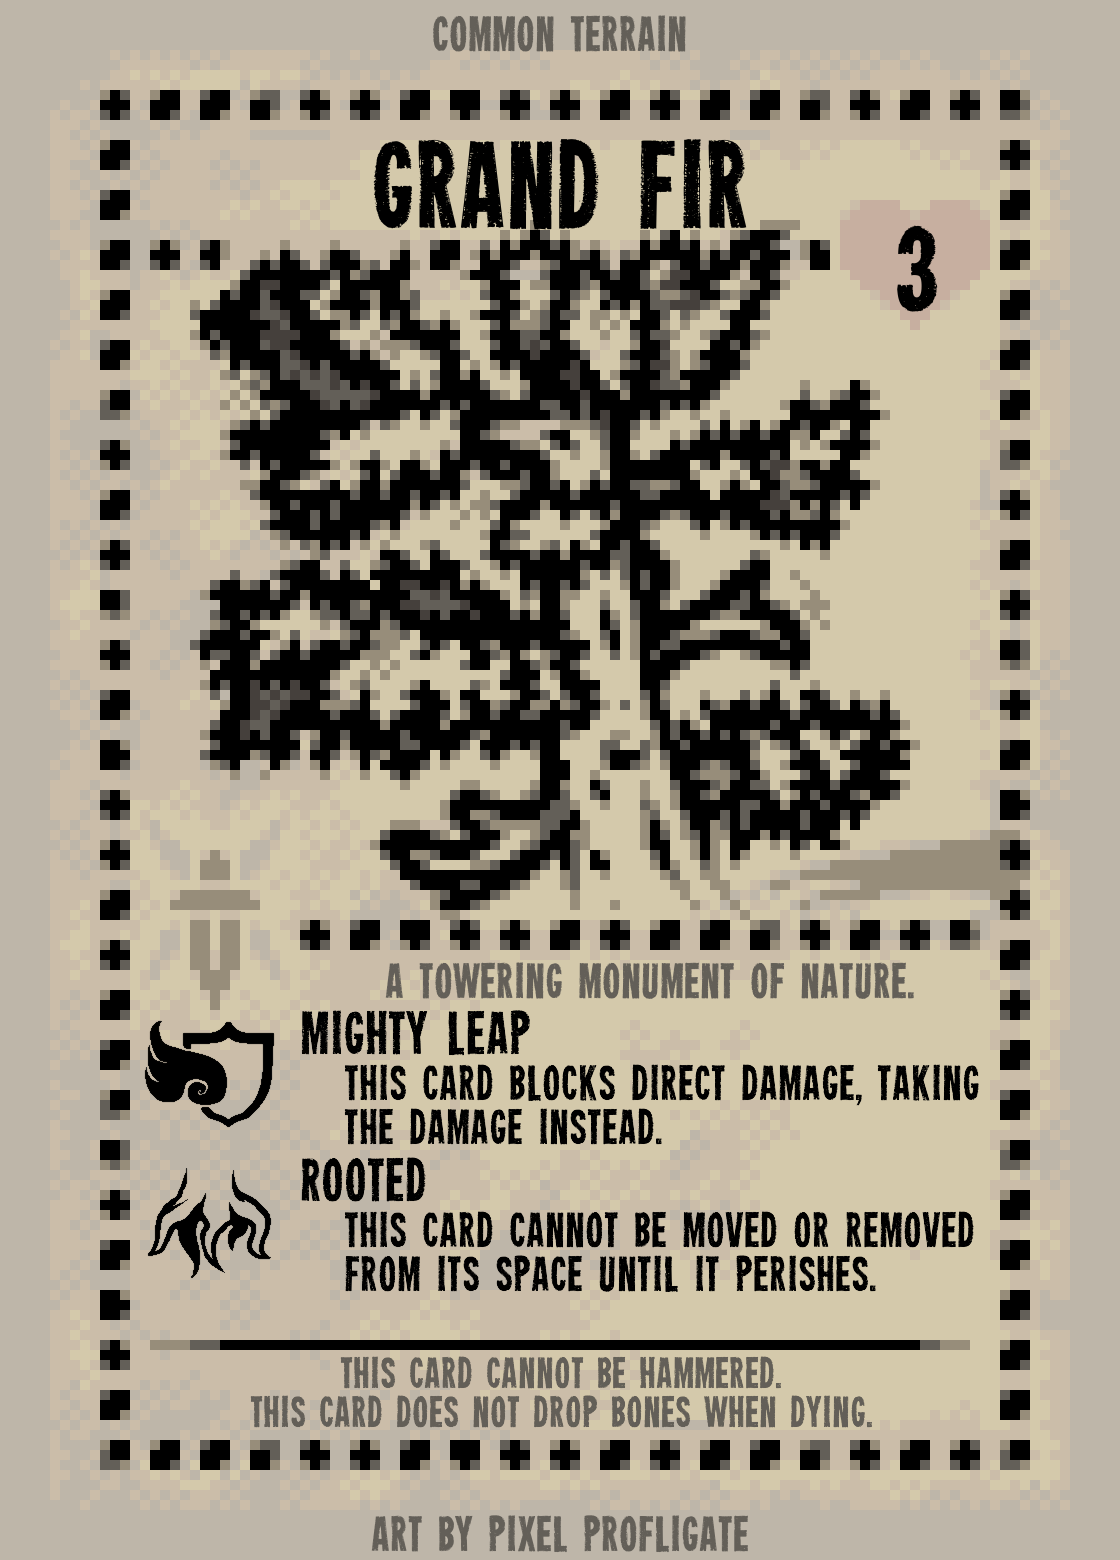 COMMON TERRAIN
GRAND FIR
3
A TOWERING MONUMENT OF NATURE.
MIGHTY LEAP
THIS CARD BLOCKS DIRECT DAMAGE, TAKING
THE DAMAGE INSTEAD.
ROOTED
THIS CARD CANNOT BE MOVED OR REMOVED
FROM ITS SPACE UNTIL IT PERISHES.
THIS CARD CANNOT BE HAMMERED.
THIS CARD DOES NOT DROP BONES WHEN DYING.
ART BY PIXEL PROFLIGATE